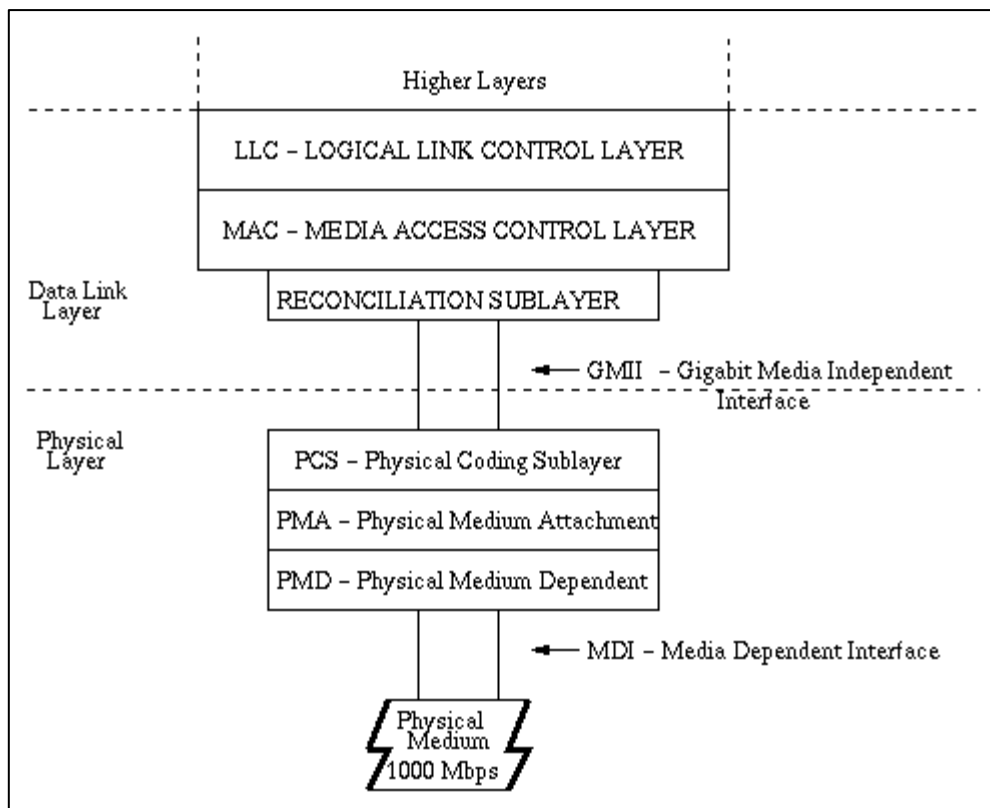 Higher Layers
LLC – LOGICAL LINK CONTROL LAYER
MAC – MEDIA ACCESS CONTROL LAYER
Data Link
Layer
RECONCILIATION SUBLAYER
GMII – Gigabit Media Independent
Interface
Physical
Layer
PCS – Physical Coding Sublayer
PMA – Physical Medium Attachment
PMD – Physical Medium Dependent
MDI – Media Dependent Interface
Physical
Medium
1000 Mbps